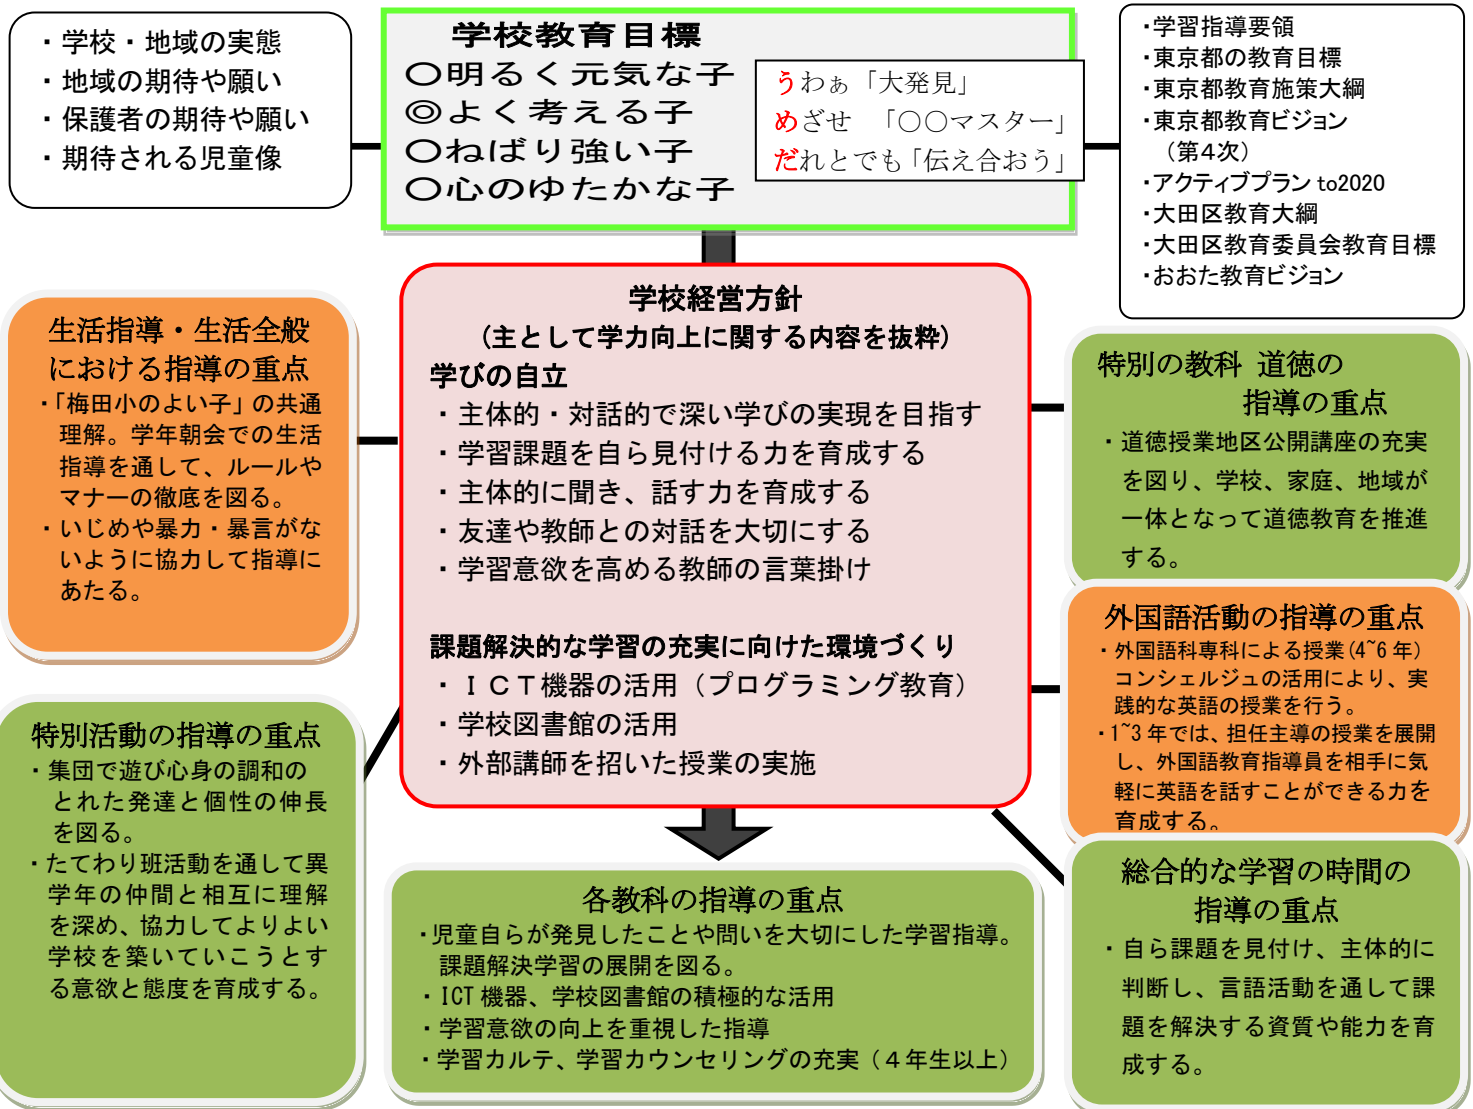 ・学校・地域の実態
・地域の期待や願い
・保護者の期待や願い
・期待される児童像
学校教育目標
〇明るく元気な子
◎よく考える子
〇ねばり強い子
〇心のゆたかな子
うわぁ「大発見」
めざせ 「〇〇マスター」
だれとでも「伝え合おう」
・学習指導要領
・東京都の教育目標
・東京都教育施策大綱
・東京都教育ビジョン
（第4次）
・アクティブプラン to2020
・大田区教育大綱
・大田区教育委員会教育目標
・おおた教育ビジョン
学校経営方針
（主として学力向上に関する内容を抜粋）
学びの自立
・主体的・対話的で深い学びの実現を目指す
・学習課題を自ら見付ける力を育成する
・主体的に聞き、話す力を育成する
・友達や教師との対話を大切にする
・学習意欲を高める教師の言葉掛け
課題解決的な学習の充実に向けた環境づくり
・ＩＣＴ機器の活用（プログラミング教育）
・学校図書館の活用
・外部講師を招いた授業の実施
生活指導・生活全般
における指導の重点
・「梅田小のよい子」の共通
理解。学年朝会での生活
指導を通して、ルールや
マナーの徹底を図る。
・いじめや暴力・暴言がな
いように協力して指導に
あたる。
特別活動の指導の重点
・集団で遊び心身の調和の
とれた発達と個性の伸長
を図る。
・たてわり班活動を通して異
学年の仲間と相互に理解
を深め、協力してよりよい
学校を築いていこうとす
る意欲と態度を育成する。
各教科の指導の重点
・児童自らが発見したことや問いを大切にした学習指導。
課題解決学習の展開を図る。
・ICT 機器、学校図書館の積極的な活用
・学習意欲の向上を重視した指導
・学習カルテ、学習カウンセリングの充実（４年生以上）
特別の教科 道徳の
指導の重点
・道徳授業地区公開講座の充実
を図り、学校、家庭、地域が
一体となって道徳教育を推進
する。
外国語活動の指導の重点
・外国語科専科による授業(4~6 年)
コンシェルジュの活用により、実
践的な英語の授業を行う。
・1~3 年では、担任主導の授業を展開
し、外国語教育指導員を相手に気
軽に英語を話すことができる力を
育成する。
総合的な学習の時間の
指導の重点
・自ら課題を見付け、主体的に
判断し、言語活動を通して課
題を解決する資質や能力を育
成する。